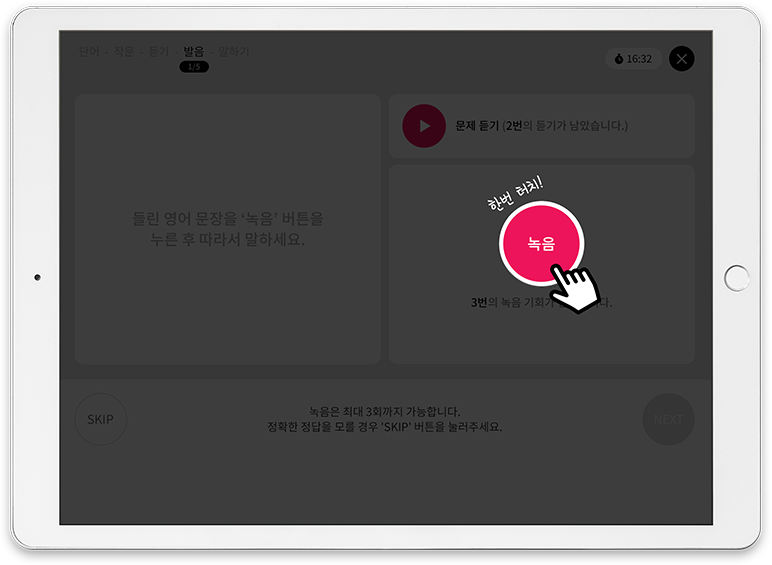 단어 · 작문 · 듣기 · 발음 · 말하기
1/5
16:32
문제 듣기 (2번의 듣기가 남았습니다.)
들린 영어 문장을 ‘녹음’ 버튼을
누른 후 따라서 말하세요.
한번 터치!
녹음
3번의 녹음 기회가
SKIP
녹음은 최대 3회까지 가능합니다.
정확한 정답을 모를 경우 ‘SKIP’ 버튼을 눌러주세요.
NEXT